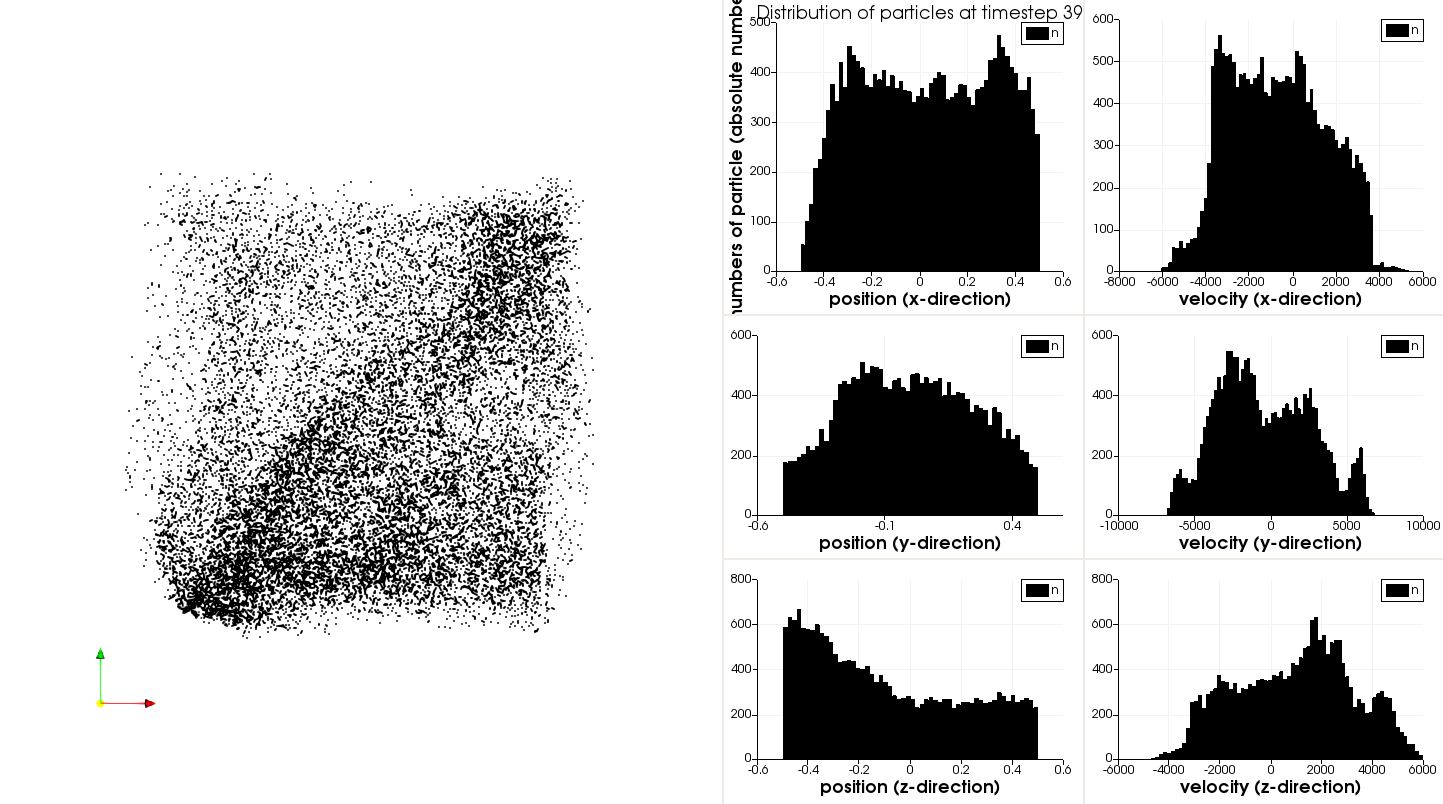 Distribution of particles at timestep 39
numbers of particle (absolute numbe
500
400
300
200
100
0
-0.6 -0.4 -0.2 0 0.2 0.4 0.6
position (x-direction)
n
600
500
400
300
200
100
0
-8000 -6000 -4000 -2000 0 2000 4000 6000
velocity (x-direction)
n
600
400
200
0
-0.6 -0.1 0.4
position (y-direction)
n
600
400
200
0
-10000 -5000 0 5000 10000
velocity (y-direction)
n
800
600
400
200
0
-0.6 -0.4 -0.2 0 0.2 0.4 0.6
position (z-direction)
n
800
600
400
200
0
-6000 -4000 -2000 0 2000 4000 6000
velocity (z-direction)
n